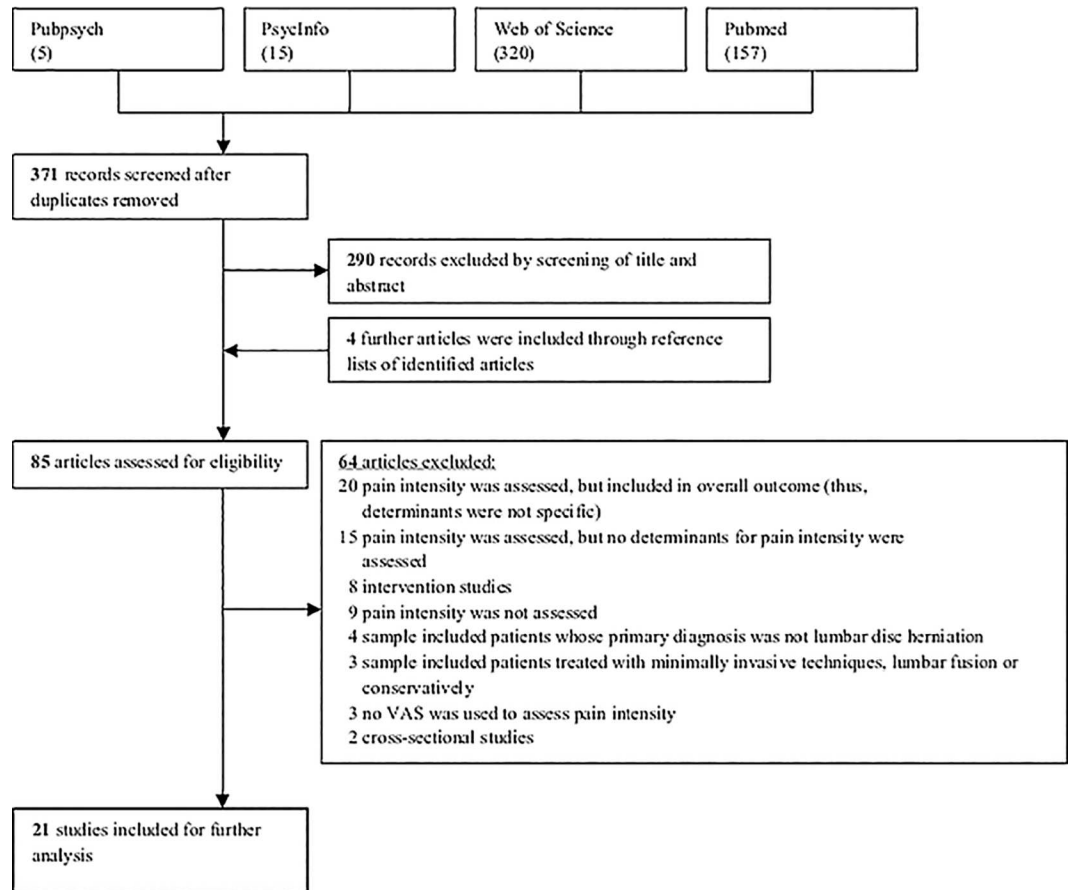 Pubpsych
(5)
PsycInfo
(15)
Web of Science
(320)
Pubmed
(157)
371 records screened after
duplicates removed
290 records excluded by screening of title and
abstract
4 further articles were included through reference
lists of identified articles
85 articles assessed for eligibility
64 articles excluded:
20 pain intensity was assessed, but included in overall outcome (thus,
determinants were not specific)
15 pain intensity was assessed, but no determinants for pain intensity were
assessed
8 intervention studies
9 pain intensity was not assessed
4 sample included patients whose primary diagnosis was not lumbar disc herniation
3 sample included patients treated with minimally invasive techniques, lumbar fusion or
conservatively
3 no VAS was used to assess pain intensity
2 cross-sectional studies
21 studies included for further
analysis